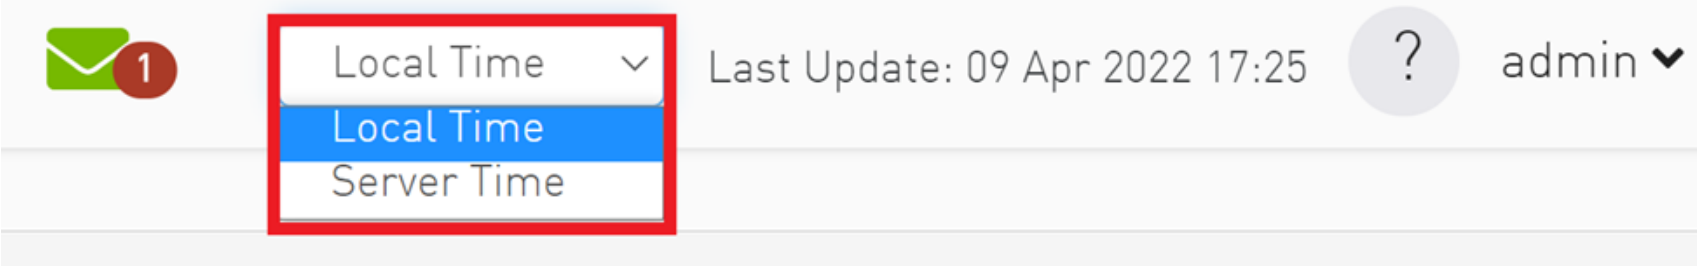 1
Local Time
Last Update: 09 Apr 2022 17:25
?
admin
Local Time
Server Time